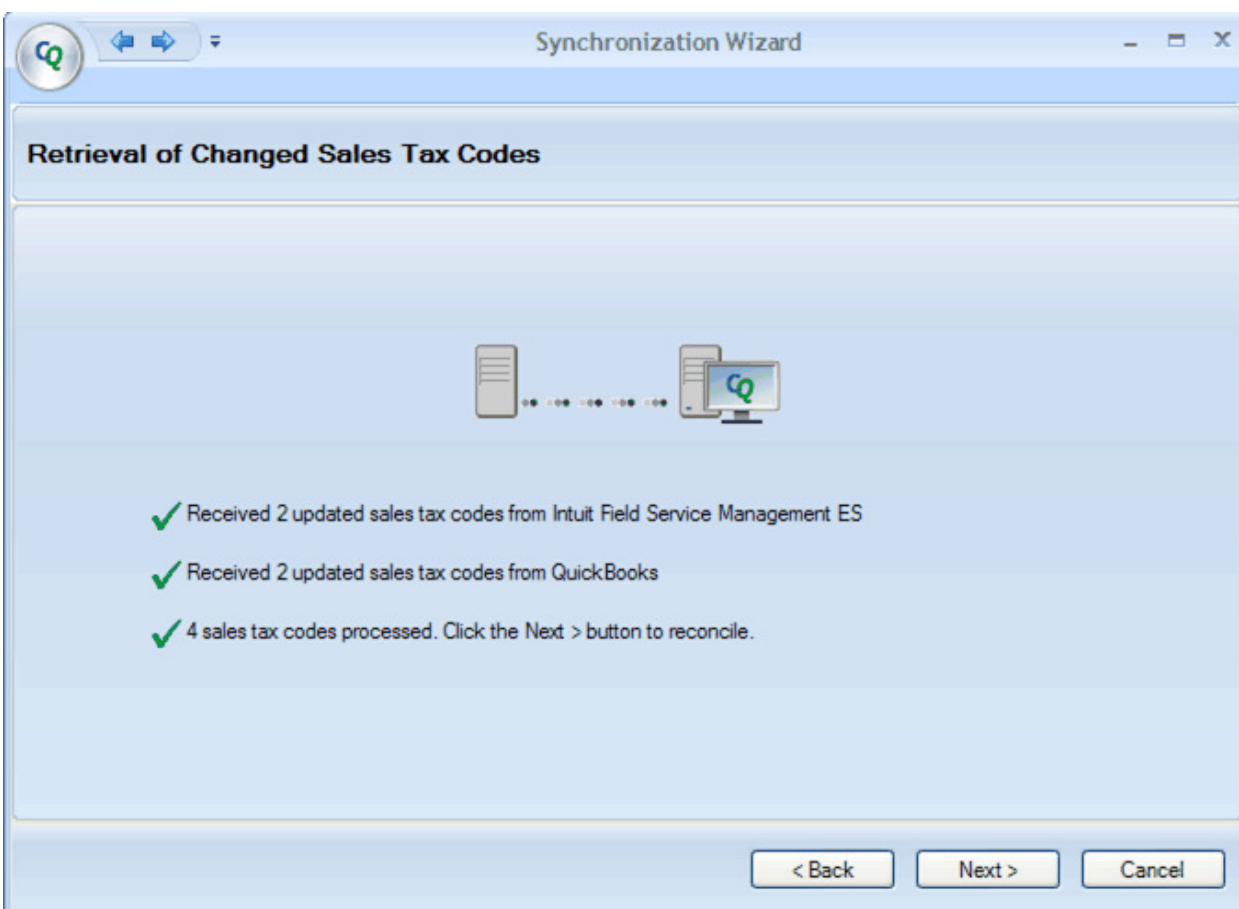 CQ
Synchronization Wizard
Retrieval of Changed Sales Tax Codes
CQ
Received 2 updated sales tax codes from Intuit Field Service Management ES
Received 2 updated sales tax codes from QuickBooks
4 sales tax codes processed. Click the Next > button to reconcile.
< Back Next > Cancel